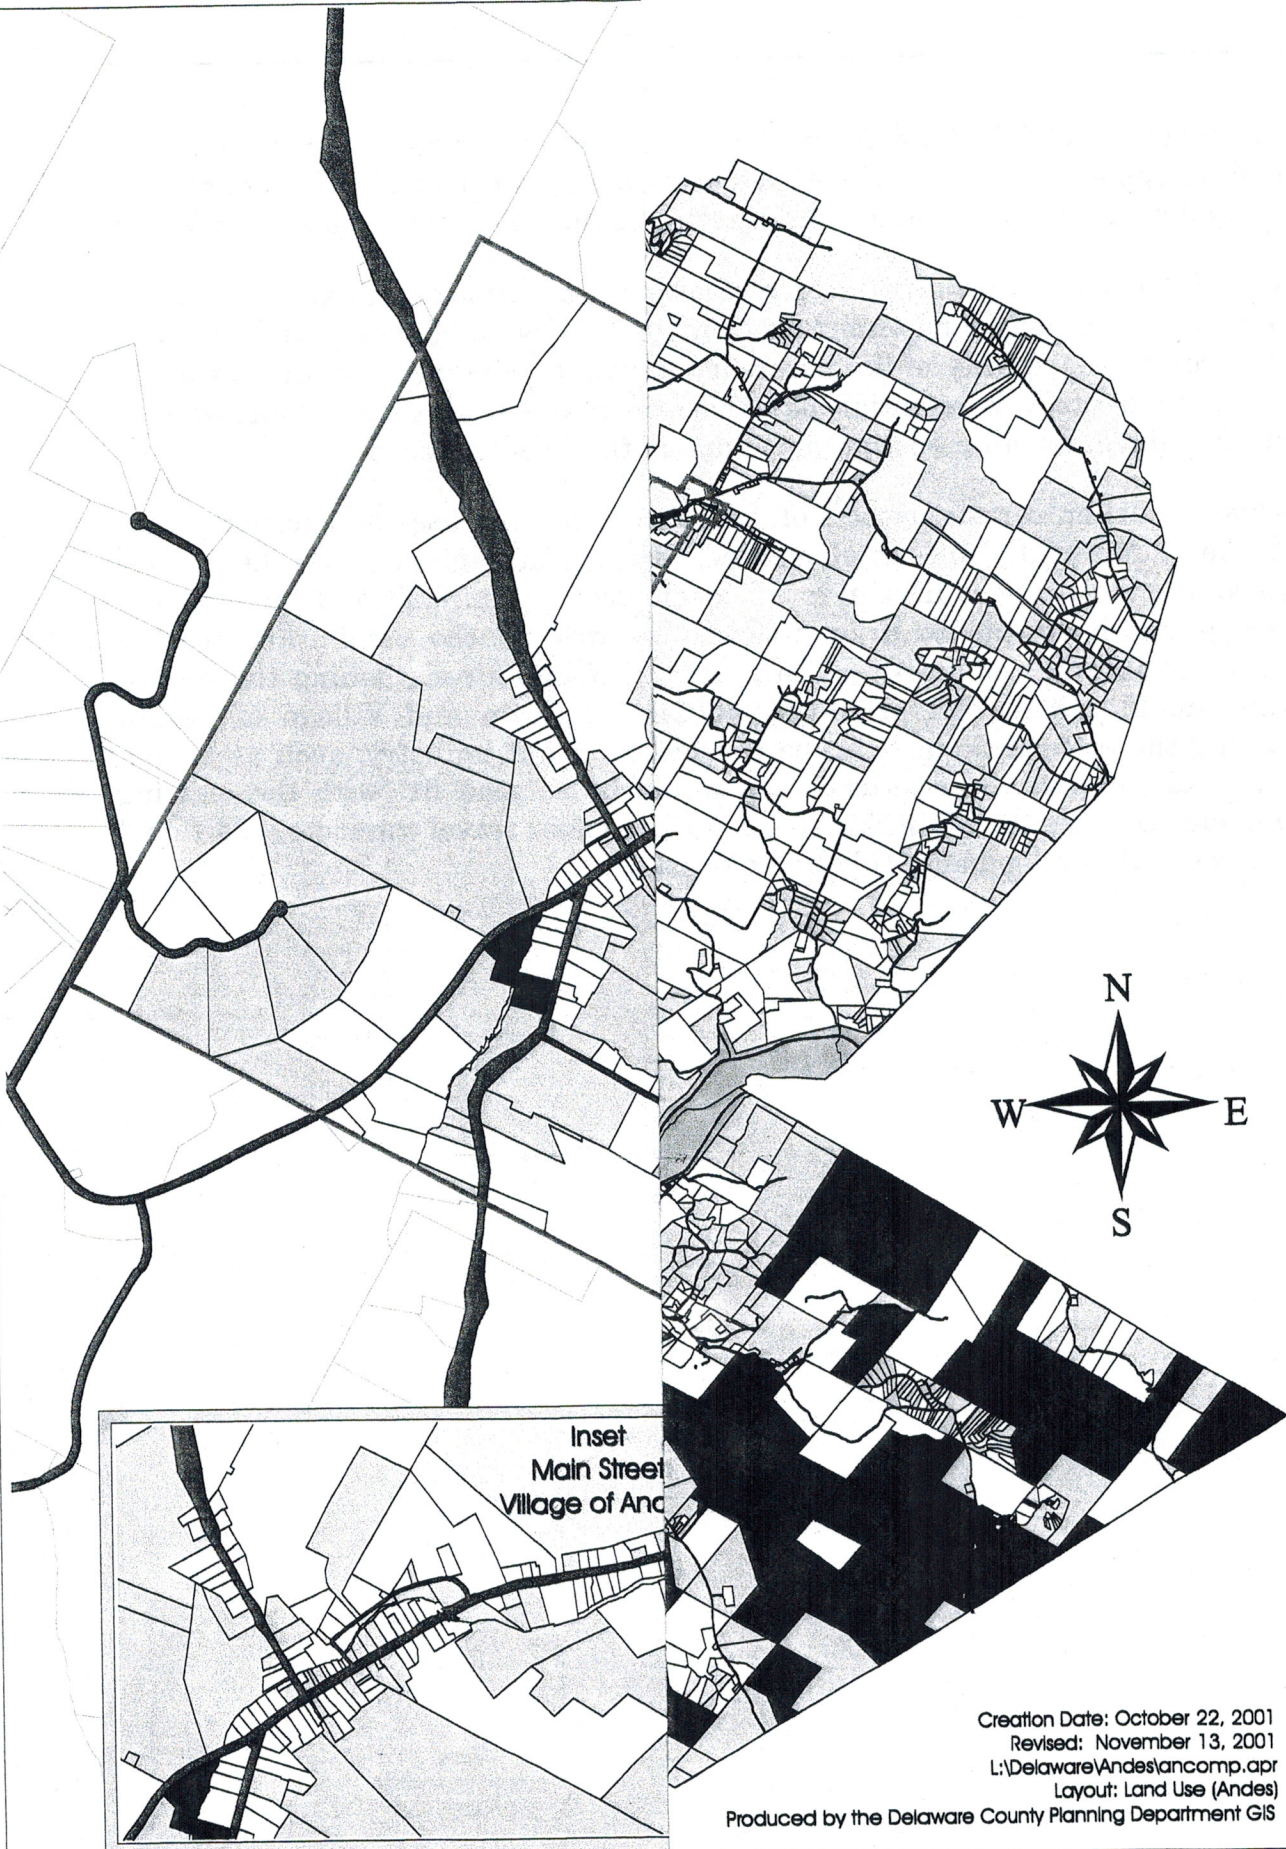 N
W E
S
Inset
Main Street
Village of And
Creation Date: October 22, 2001
Revised: November 13, 2001
L:\Delaware\Andes\ancomp.apr
Layout: Land Use (Andes)
Produced by the Delaware County Planning Department GIS